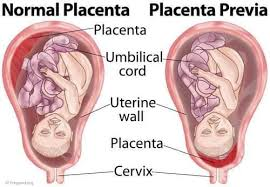 Normal Placenta
Placenta Previa
Placenta
Umbilical
cord
Uterine
wall
Placenta
Cervix